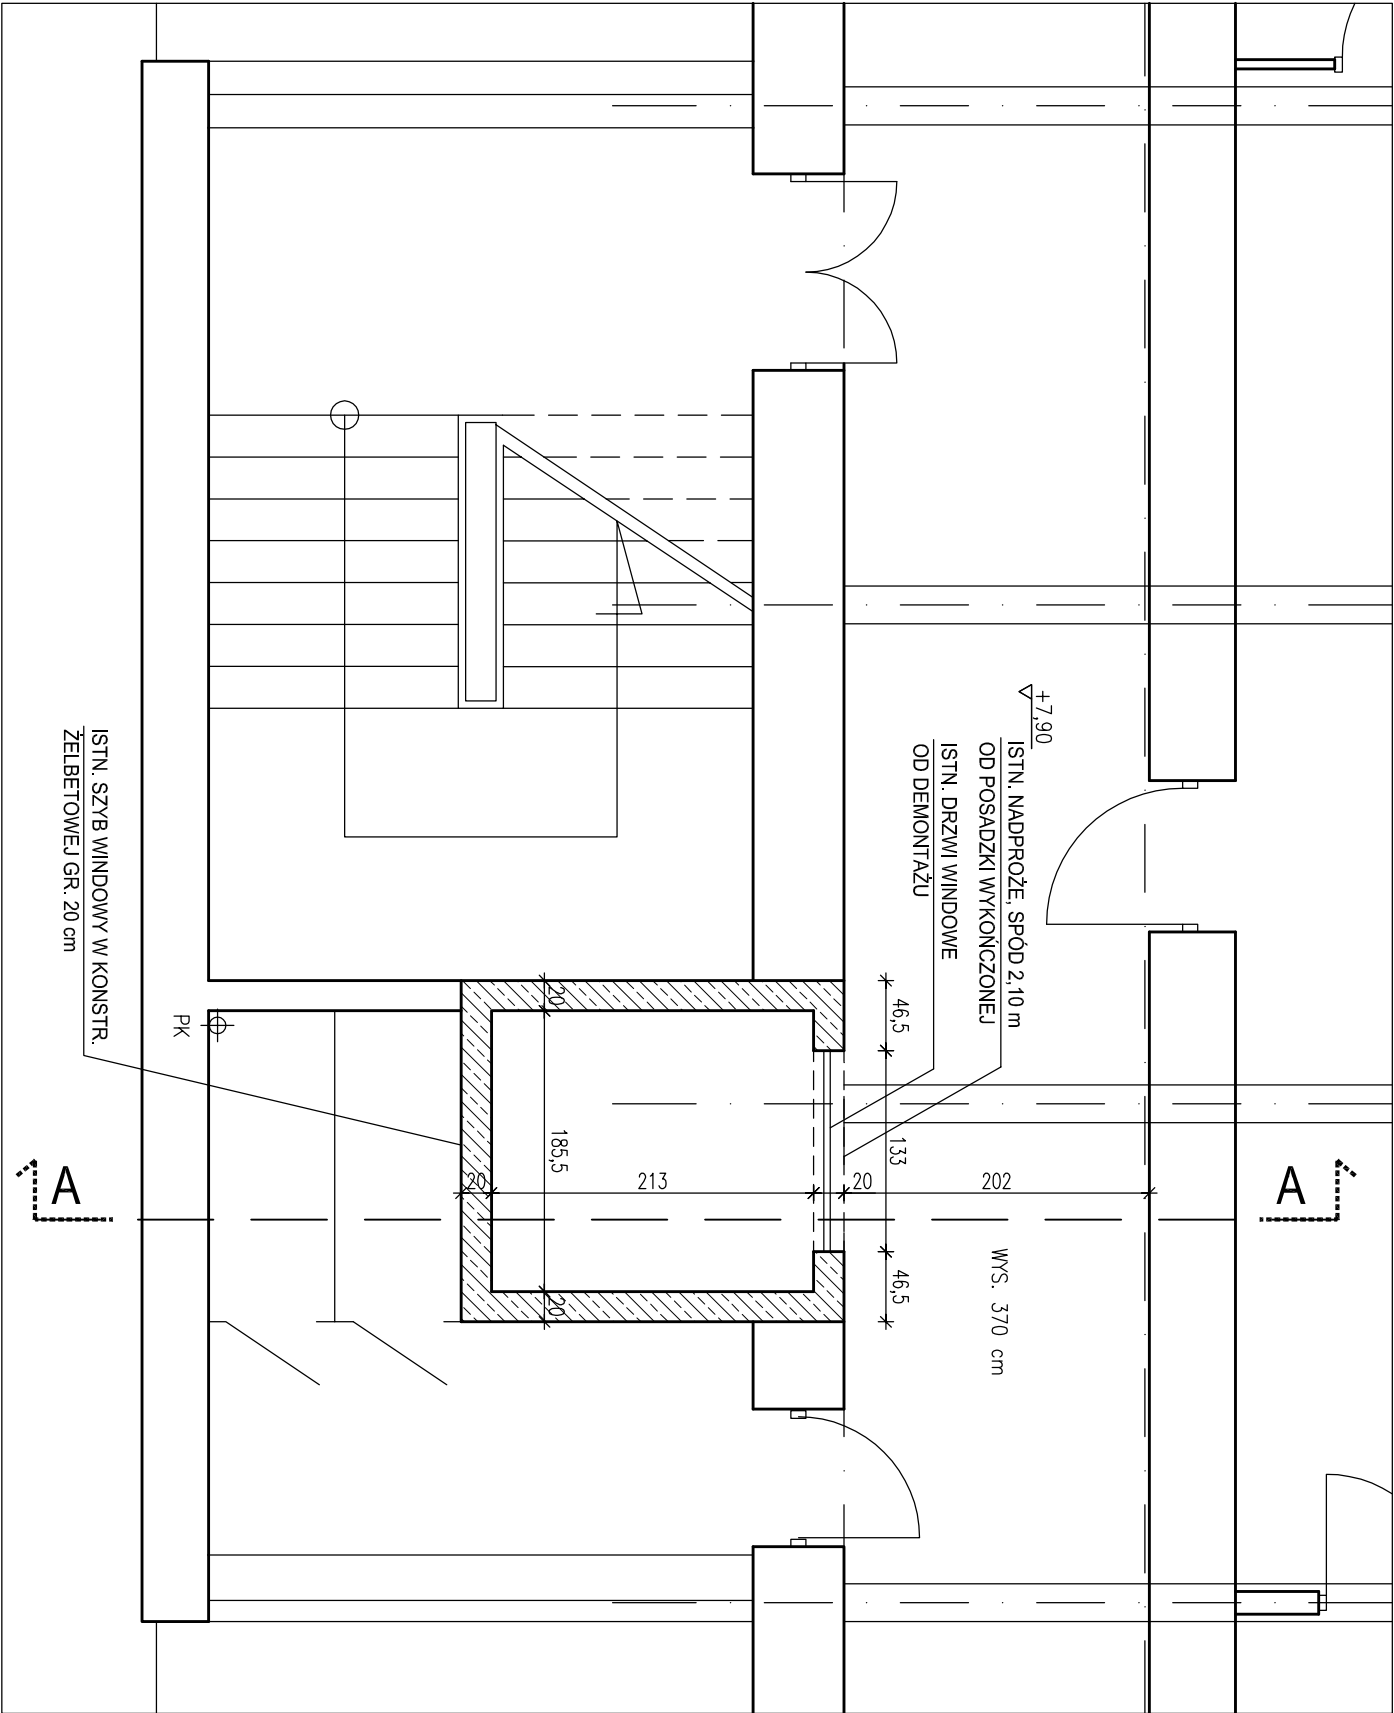 +7,90
ISTN. NADPROŻE, SPÓD 2,10 m
OD POSADZKI WYKOŃCZONEJ
ISTN. DRZWI WINDOWE
OD DEMONTAŻU
ISTN. SZYB WINDOWY W KONSTR.
ŻELBETOWEJ GR. 20 cm
PK
46,5
133
46,5
20
185,5
20
20
213
20
202
WYS. 370 cm
A
A